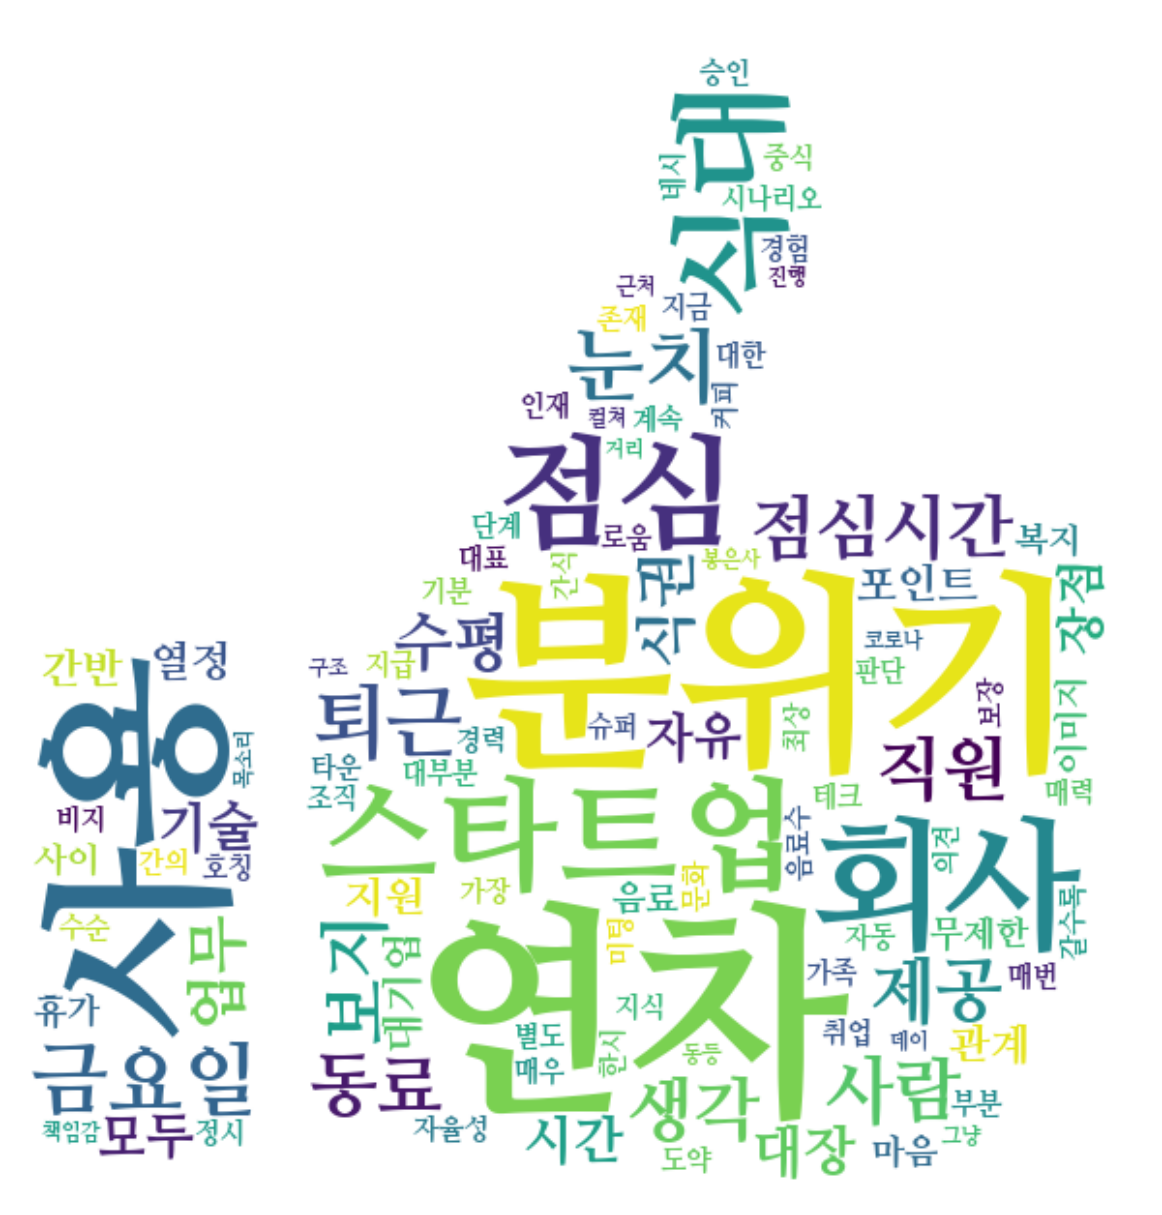 승인
식대
네시
중식
시나리오
경험
진행
근처
지금
존재
눈치
대한
커피
인재
컬쳐
계속
거리
점심
점심시간
단계
로움
복지
대표
간식
봉은사
식권
포인트
장점
기분
수평
분위기
코로나
구조
지급
판단
간반
열정
사용
목소리
퇴근
경력
슈퍼
자유
최상
직원
보장
이미지
타운
대부분
조직
스타트업
테크
매력
비지
기술
사이
간의
호칭
음료수
회사
의견
지원
가장
음료
문화
수순
업무
보지
대기업
연차
미팅
자동
무제한
갈수록
가족
제공
매번
휴가
지식
별도
한시
매우
동등
취업
데이
관계
금요일
동료
생각
사람
부분
책임감
모두
정시
자율성
시간
도약
대장
마음
그냥